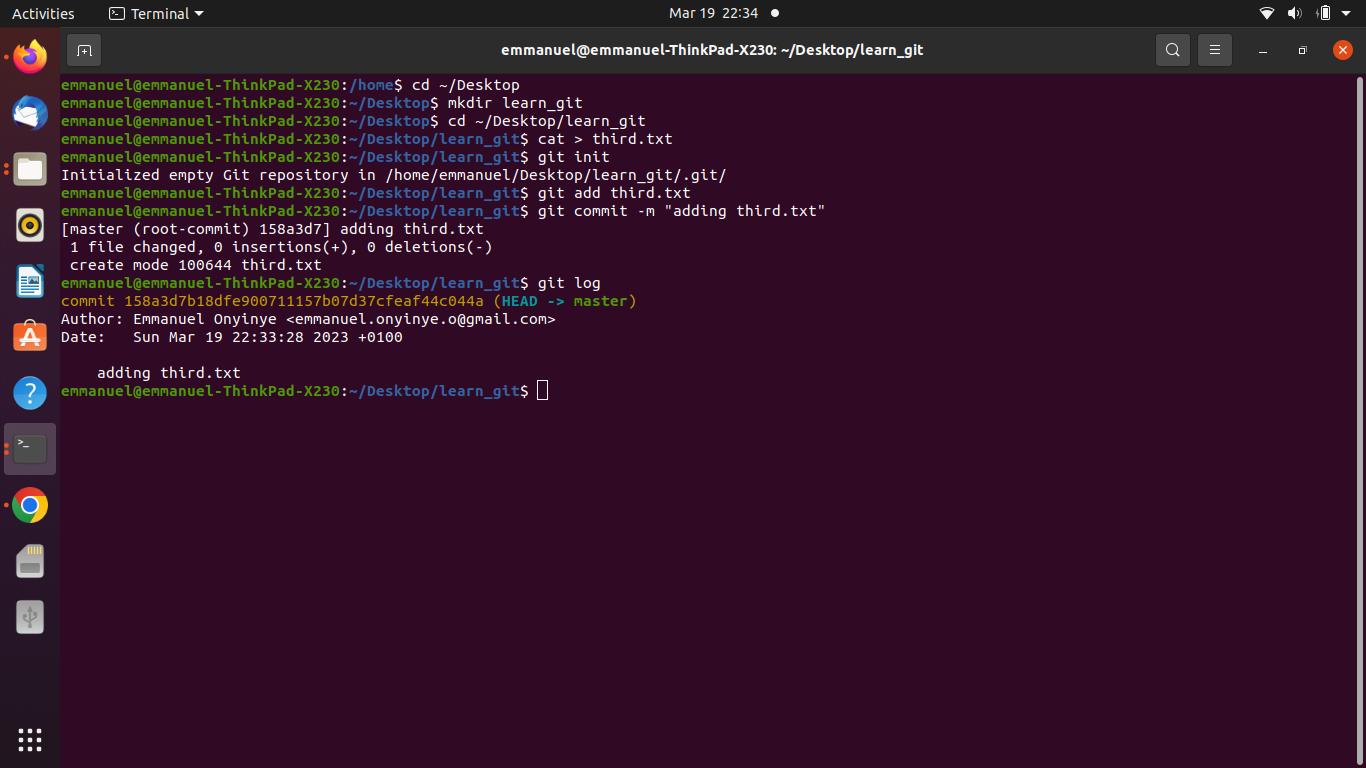 Activities
Terminal
Mar 19 22:34
emmanuel@emmanuel-ThinkPad-X230: ~/Desktop/learn_git
emmanuel@emmanuel-ThinkPad-X230:/home$ cd ~/Desktop
emmanuel@emmanuel-ThinkPad-X230:~/Desktop$ mkdir learn_git
emmanuel@emmanuel-ThinkPad-X230:~/Desktop$ cd ~/Desktop/learn_git
emmanuel@emmanuel-ThinkPad-X230:~/Desktop/learn_git$ cat > third.txt
emmanuel@emmanuel-ThinkPad-X230:~/Desktop/learn_git$ git init
Initialized empty Git repository in /home/emmanuel/Desktop/learn_git/.git/
emmanuel@emmanuel-ThinkPad-X230:~/Desktop/learn_git$ git add third.txt
emmanuel@emmanuel-ThinkPad-X230:~/Desktop/learn_git$ git commit -m "adding third.txt"
[master (root-commit) 158a3d7] adding third.txt
 1 file changed, 0 insertions(+), 0 deletions(-)
 create mode 100644 third.txt
emmanuel@emmanuel-ThinkPad-X230:~/Desktop/learn_git$ git log
commit 158a3d7b18dfe900711157b07d37cfeaf44c044a (HEAD -> master)
Author: Emmanuel Onyinye <emmanuel.onyinye.o@gmail.com>
Date:   Sun Mar 19 22:33:28 2023 +0100
    adding third.txt
emmanuel@emmanuel-ThinkPad-X230:~/Desktop/learn_git$